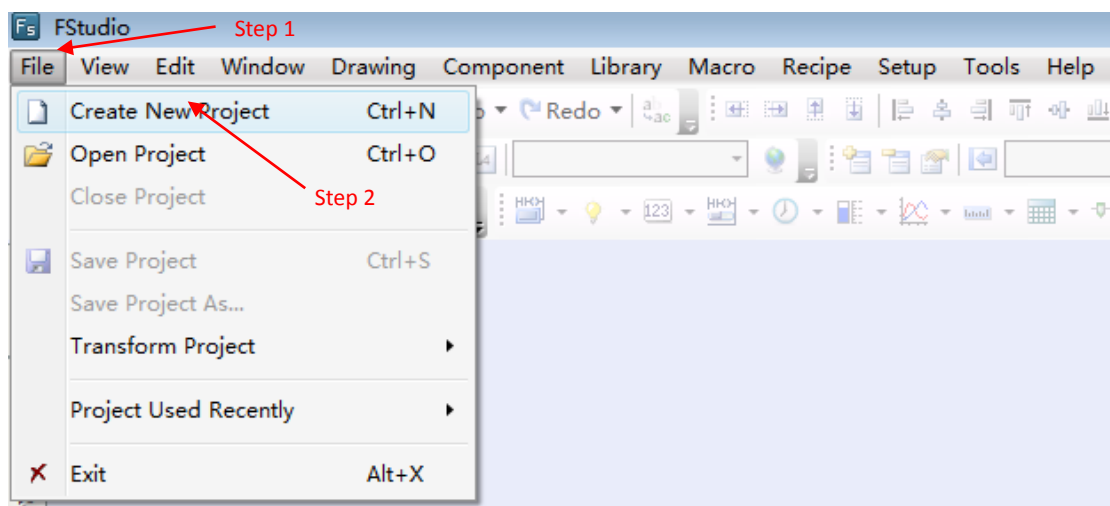 Fs FStudio Step 1
File View Edit Window Drawing Component Library Macro Recipe Setup Tools Help
Create New Project Ctrl+N Redo
Open Project Ctrl+O
Close Project Step 2
Save Project Ctrl+S
Save Project As...
Transform Project
Project Used Recently
Exit Alt+X